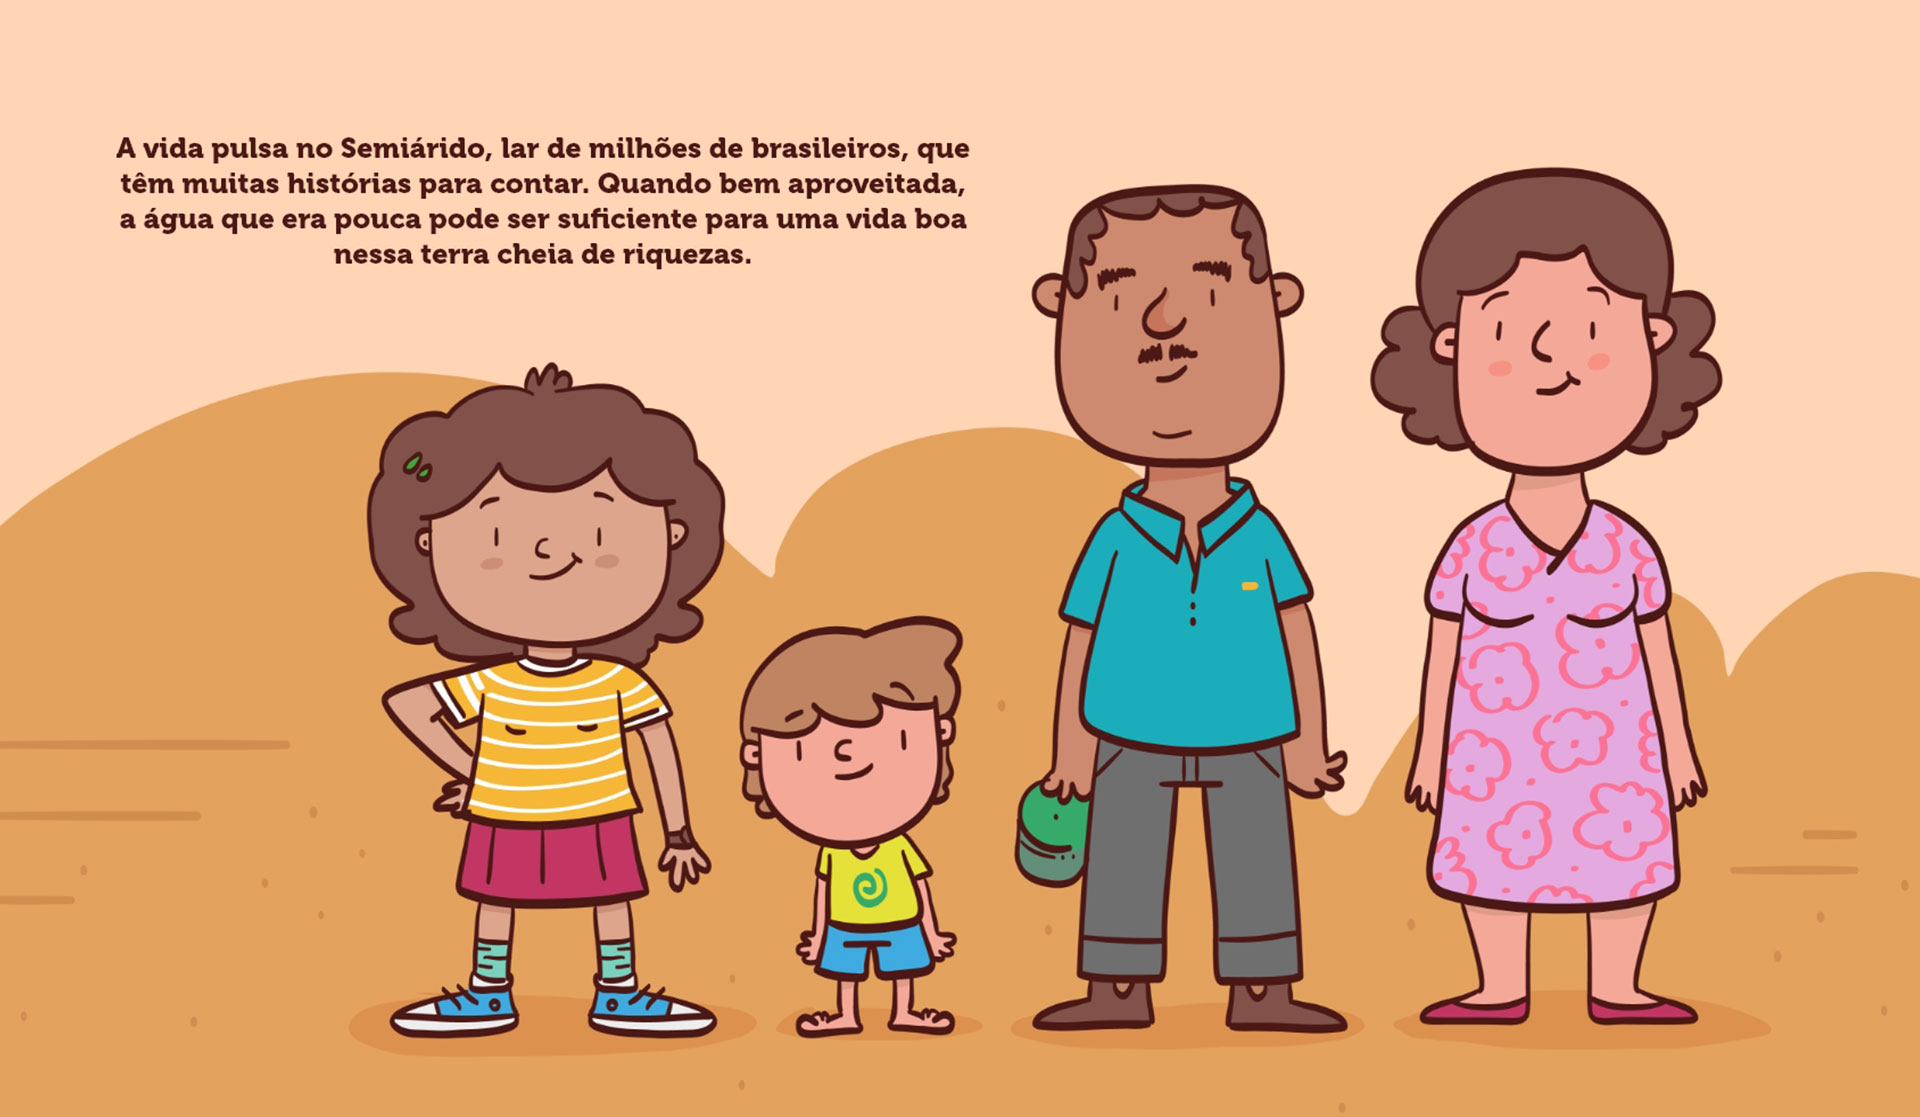 A vida pulsa no Semiárido, lar de milhões de brasileiros, que
têm muitas histórias para contar. Quando bem aproveitada,
a água que era pouca pode ser suficiente para uma vida boa
nessa terra cheia de riquezas.